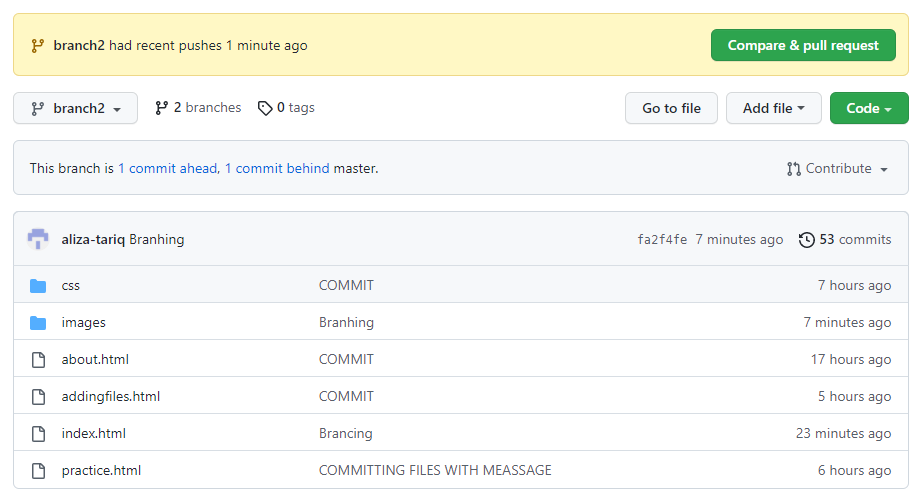 branch2 had recent pushes 1 minute ago
Compare & pull request
branch2
2 branches
0 tags
Go to file
Add file
Code
This branch is 1 commit ahead, 1 commit behind master.
Contribute
aliza-tariq Branhing
fa2f4fe 7 minutes ago
53 commits
css COMMIT 7 hours ago
images Branhing 7 minutes ago
about.html COMMIT 17 hours ago
addingfiles.html COMMIT 5 hours ago
index.html Brancing 23 minutes ago
practice.html COMMITTING FILES WITH MEASSAGE 6 hours ago